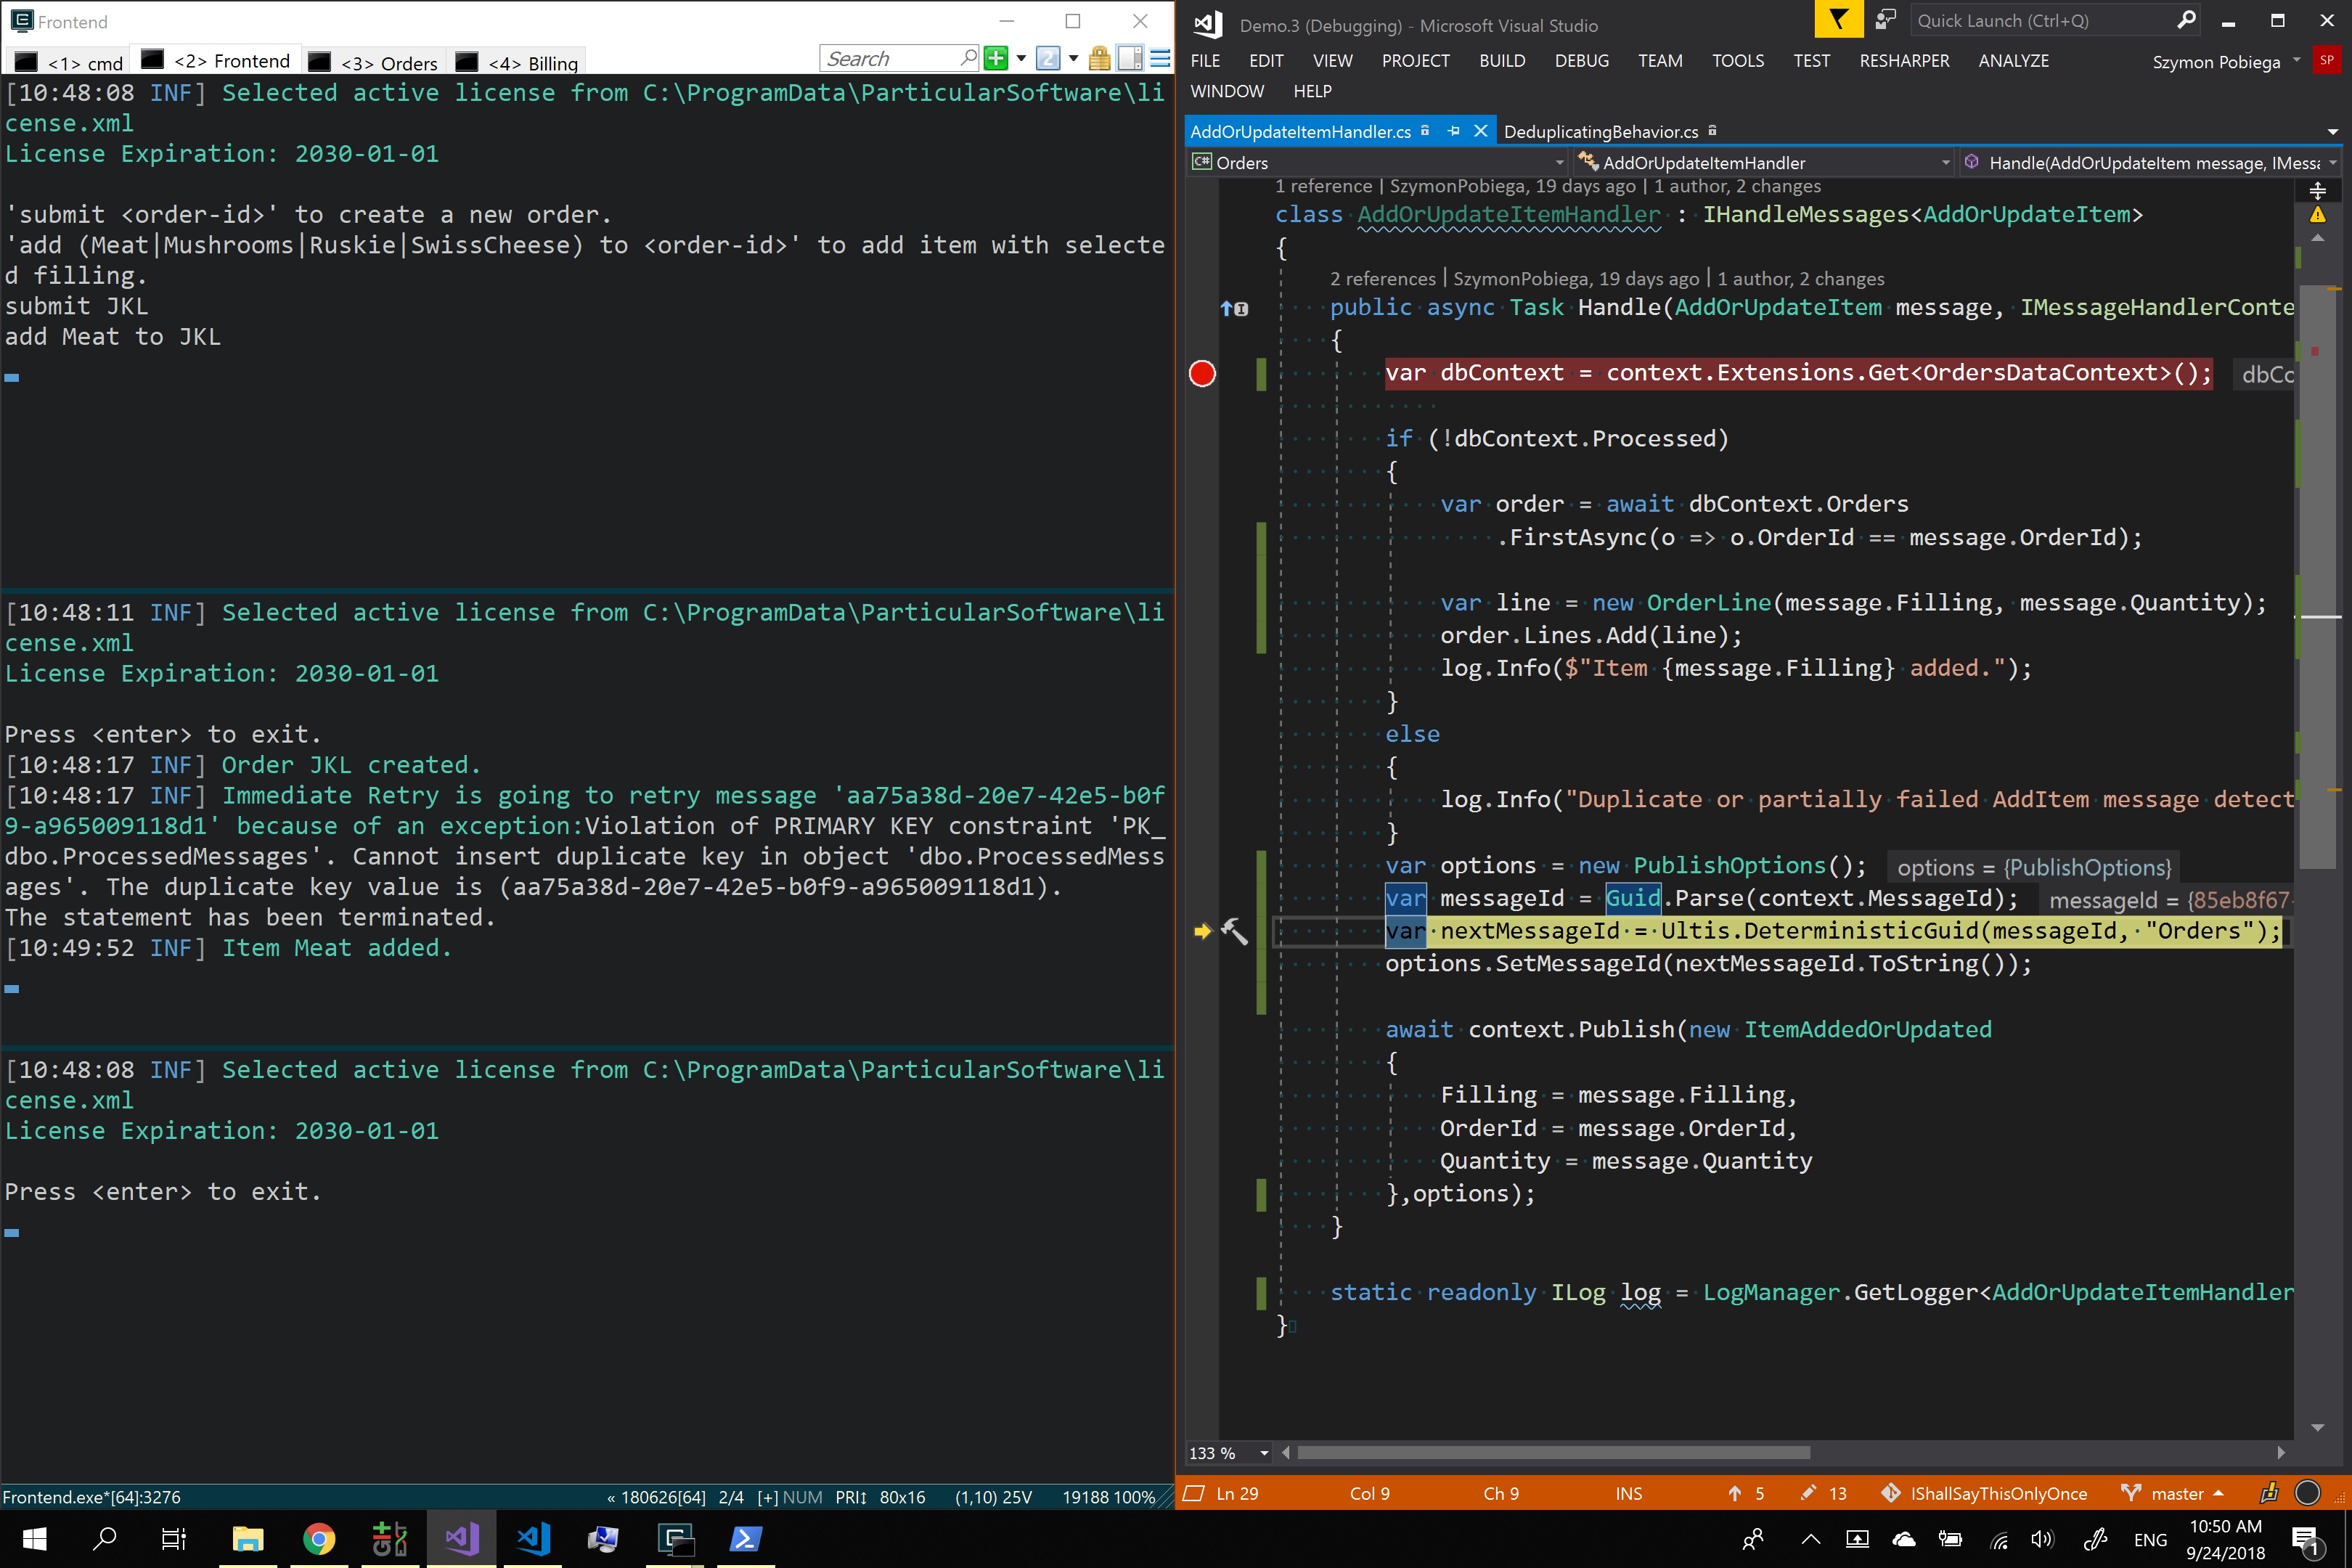 Frontend
<1> cmd
<2> Frontend
<3> Orders
<4> Billing
Search
[10:48:08 INF] Selected active license from C:\ProgramData\ParticularSoftware\li
cense.xml
License Expiration: 2030-01-01
'submit <order-id>' to create a new order.
'add (Meat|Mushrooms|Ruskie|SwissCheese) to <order-id>' to add item with selecte
d filling.
submit JKL
add Meat to JKL
[10:48:11 INF] Selected active license from C:\ProgramData\ParticularSoftware\li
cense.xml
License Expiration: 2030-01-01
Press <enter> to exit.
[10:48:17 INF] Order JKL created.
[10:48:17 INF] Immediate Retry is going to retry message 'aa75a38d-20e7-42e5-b0f
9-a965009118d1' because of an exception:Violation of PRIMARY KEY constraint 'PK_
dbo.ProcessedMessages'. Cannot insert duplicate key in object 'dbo.ProcessedMess
ages'. The duplicate key value is (aa75a38d-20e7-42e5-b0f9-a965009118d1).
The statement has been terminated.
[10:49:52 INF] Item Meat added.
[10:48:08 INF] Selected active license from C:\ProgramData\ParticularSoftware\li
cense.xml
License Expiration: 2030-01-01
Press <enter> to exit.
Frontend.exe*[64]:3276
« 180626[64] 2/4 [+] NUM PRI↕ 80x16 (1,10) 25V 19188 100%
Demo.3 (Debugging) - Microsoft Visual Studio
Quick Launch (Ctrl+Q)
FILE EDIT VIEW PROJECT BUILD DEBUG TEAM TOOLS TEST RESHARPER ANALYZE
Szymon Pobiega SP
WINDOW HELP
AddOrUpdateItemHandler.cs
DeduplicatingBehavior.cs
C# Orders
AddOrUpdateItemHandler
Handle(AddOrUpdateItem message, IMessa
1 reference | SzymonPobiega, 19 days ago | 1 author, 2 changes
class AddOrUpdateItemHandler : IHandleMessages<AddOrUpdateItem>
{
2 references | SzymonPobiega, 19 days ago | 1 author, 2 changes
public async Task Handle(AddOrUpdateItem message, IMessageHandlerConte
{
var dbContext = context.Extensions.Get<OrdersDataContext>(); dbCo
if (!dbContext.Processed)
{
var order = await dbContext.Orders
.FirstAsync(o => o.OrderId == message.OrderId);
var line = new OrderLine(message.Filling, message.Quantity);
order.Lines.Add(line);
log.Info($"Item {message.Filling} added.");
}
else
{
log.Info("Duplicate or partially failed AddItem message detect
}
var options = new PublishOptions(); options = {PublishOptions}
var messageId = Guid.Parse(context.MessageId); messageId = {85eb8f67-
var nextMessageId = Ultis.DeterministicGuid(messageId, "Orders");
options.SetMessageId(nextMessageId.ToString());
await context.Publish(new ItemAddedOrUpdated
{
Filling = message.Filling,
OrderId = message.OrderId,
Quantity = message.Quantity
},options);
}
static readonly ILog log = LogManager.GetLogger<AddOrUpdateItemHandler
}
133 %
Ln 29 Col 9 Ch 9 INS 5 13 IShallSayThisOnlyOnce master
ENG
10:50 AM
9/24/2018
1